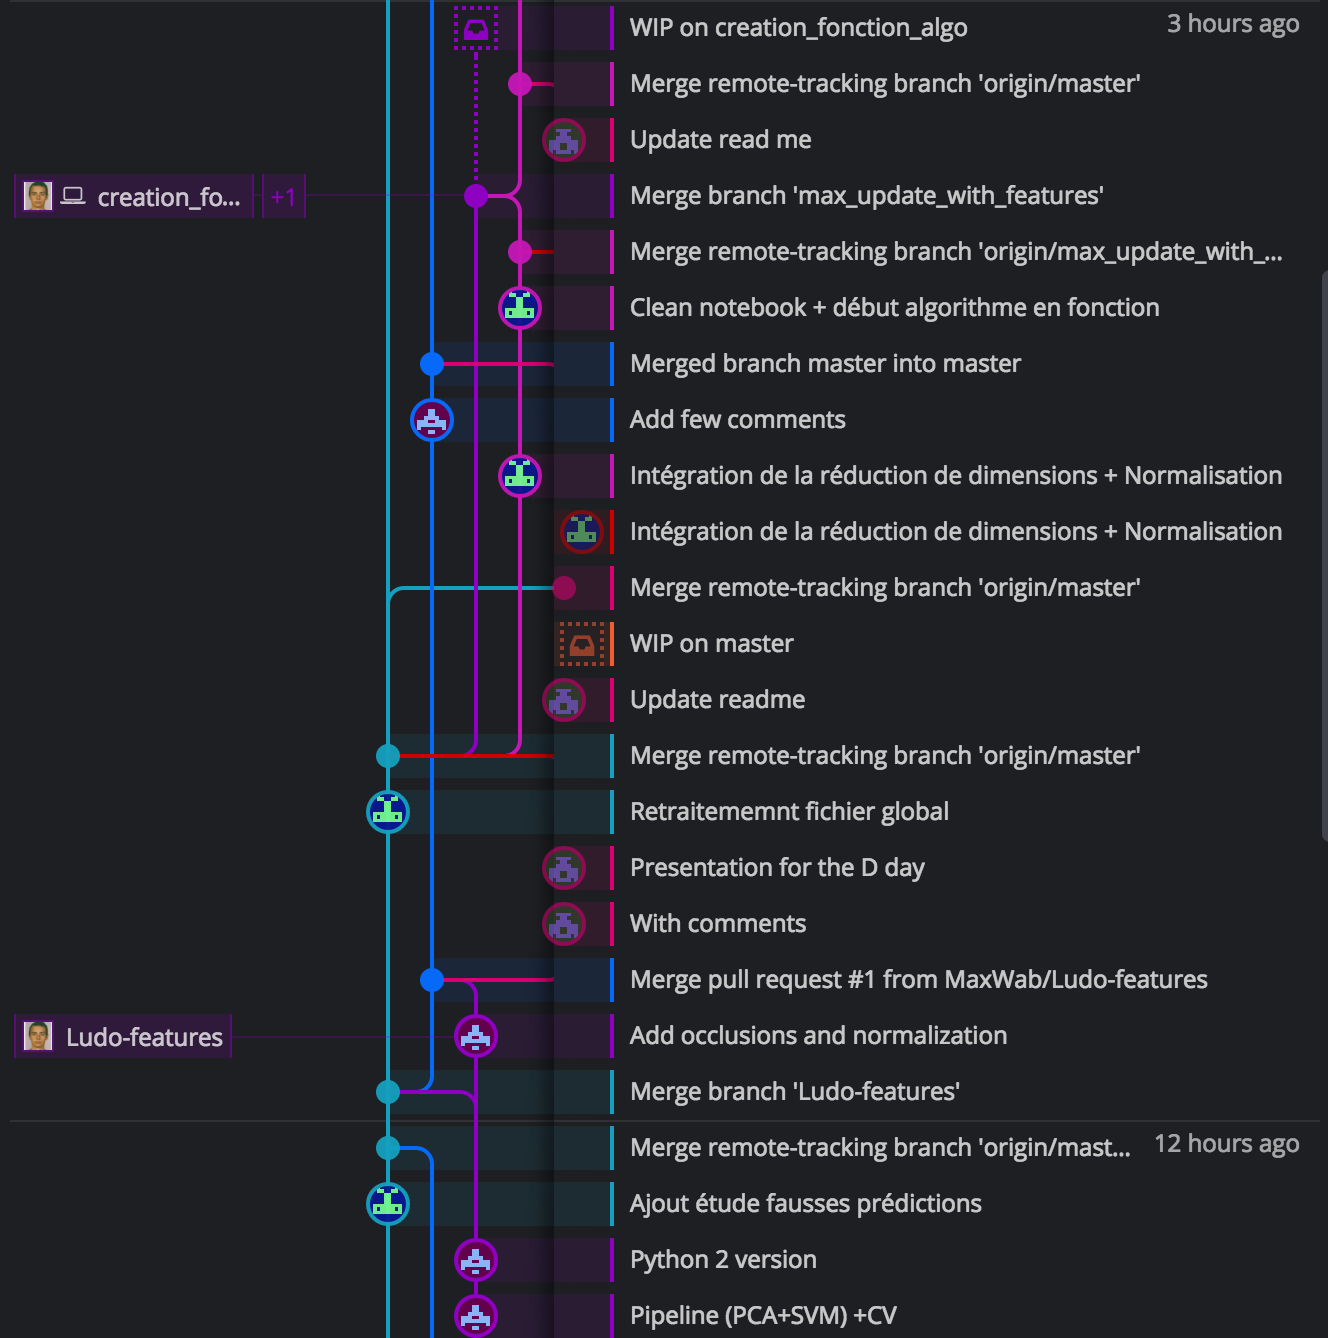 WIP on creation_fonction_algo 3 hours ago
Merge remote-tracking branch 'origin/master'
Update read me
creation_fo... +1 Merge branch 'max_update_with_features'
Merge remote-tracking branch 'origin/max_update_with_...
Clean notebook + début algorithme en fonction
Merged branch master into master
Add few comments
Intégration de la réduction de dimensions + Normalisation
Intégration de la réduction de dimensions + Normalisation
Merge remote-tracking branch 'origin/master'
WIP on master
Update readme
Merge remote-tracking branch 'origin/master'
Retraitememnt fichier global
Presentation for the D day
With comments
Merge pull request #1 from MaxWab/Ludo-features
Ludo-features Add occlusions and normalization
Merge branch 'Ludo-features'
Merge remote-tracking branch 'origin/mast... 12 hours ago
Ajout étude fausses prédictions
Python 2 version
Pipeline (PCA+SVM) +CV